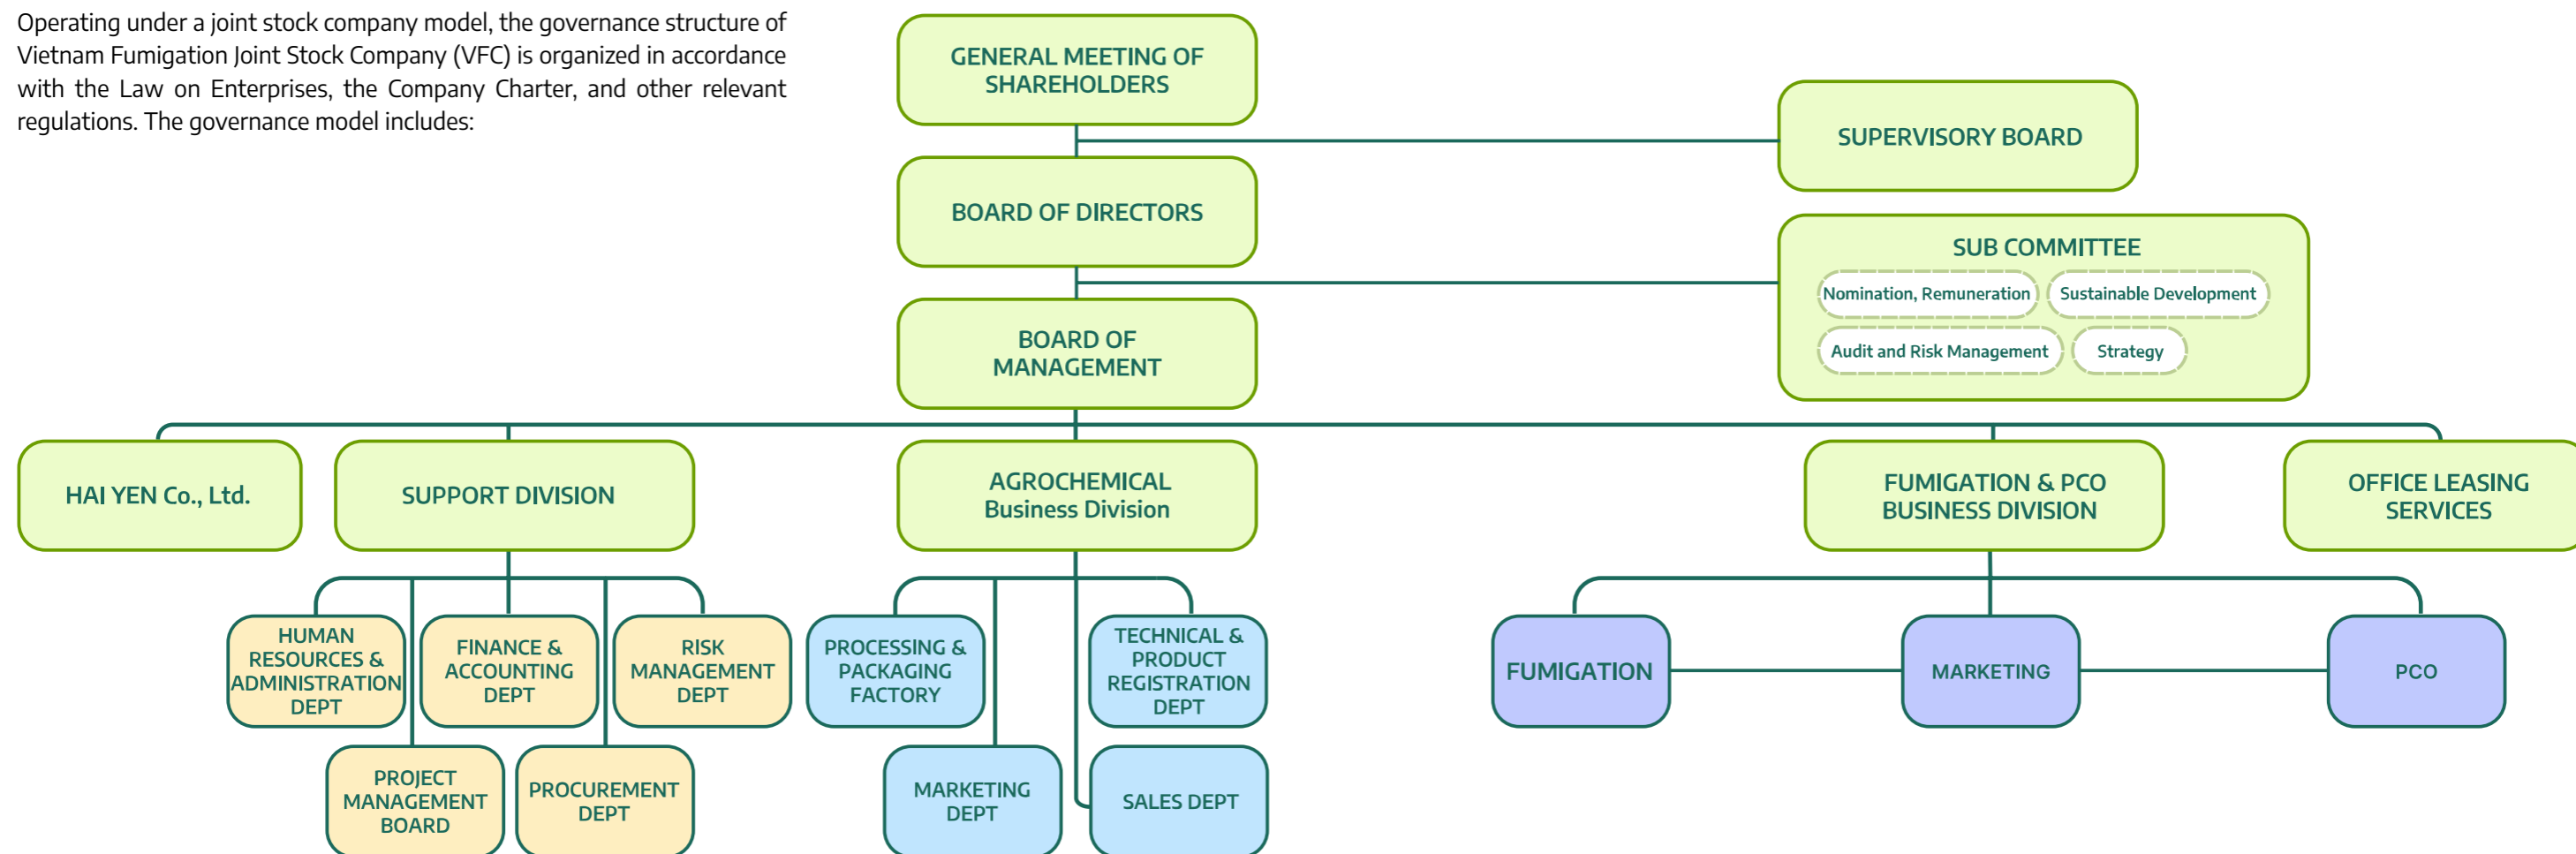 Operating under a joint stock company model, the governance structure of
Vietnam Fumigation Joint Stock Company (VFC) is organized in accordance
with the Law on Enterprises, the Company Charter, and other relevant
regulations. The governance model includes:
GENERAL MEETING OF
SHAREHOLDERS
SUPERVISORY BOARD
BOARD OF DIRECTORS
SUB COMMITTEE
Nomination, Remuneration
Sustainable Development
Audit and Risk Management
Strategy
BOARD OF
MANAGEMENT
HAI YEN Co., Ltd.
SUPPORT DIVISION
AGROCHEMICAL
Business Division
FUMIGATION & PCO
BUSINESS DIVISION
OFFICE LEASING
SERVICES
HUMAN
RESOURCES &
ADMINISTRATION
DEPT
FINANCE &
ACCOUNTING
DEPT
RISK
MANAGEMENT
DEPT
PROJECT
MANAGEMENT
BOARD
PROCUREMENT
DEPT
PROCESSING &
PACKAGING
FACTORY
TECHNICAL &
PRODUCT
REGISTRATION
DEPT
MARKETING
DEPT
SALES DEPT
FUMIGATION
MARKETING
PCO